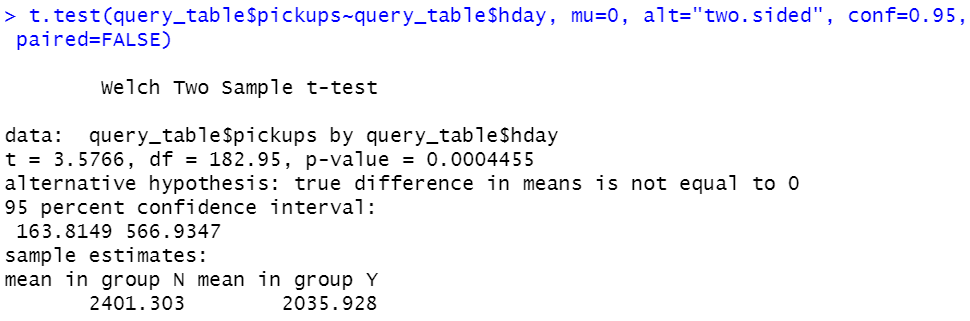 > t.test(query_table$pickups~query_table$hday, mu=0, alt="two.sided", conf=0.95,
 paired=FALSE)
        Welch Two Sample t-test
data:  query_table$pickups by query_table$hday
t = 3.5766, df = 182.95, p-value = 0.0004455
alternative hypothesis: true difference in means is not equal to 0
95 percent confidence interval:
 163.8149 566.9347
sample estimates:
mean in group N mean in group Y
       2401.303        2035.928